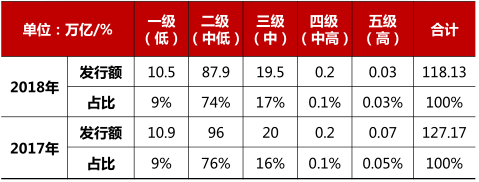 单位：万亿/% 一级（低） 二级（中低） 三级（中） 四级（中高） 五级（高） 合计
2018年 发行额 10.5 87.9 19.5 0.2 0.03 118.13
占比 9% 74% 17% 0.1% 0.03% 100%
2017年 发行额 10.9 96 20 0.2 0.07 127.17
占比 9% 76% 16% 0.1% 0.05% 100%